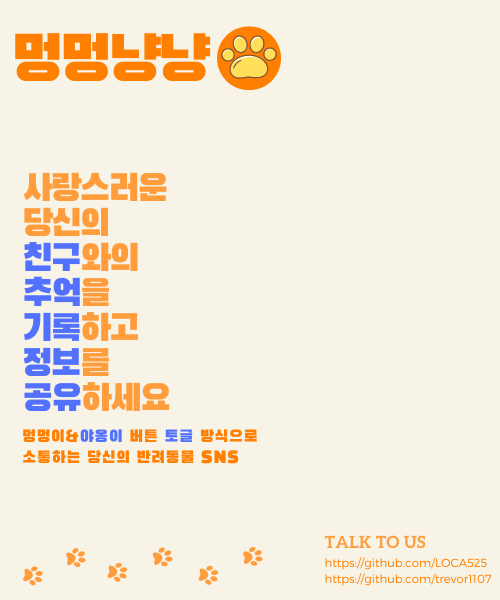 멍멍냥냥
사랑스러운
당신의
친구와의
추억을
기록하고
정보를
공유하세요
멍멍이&야옹이 버튼 토글 방식으로
소통하는 당신의 반려동물 SNS
TALK TO US
https://github.com/LOCA525
https://github.com/trevor1107